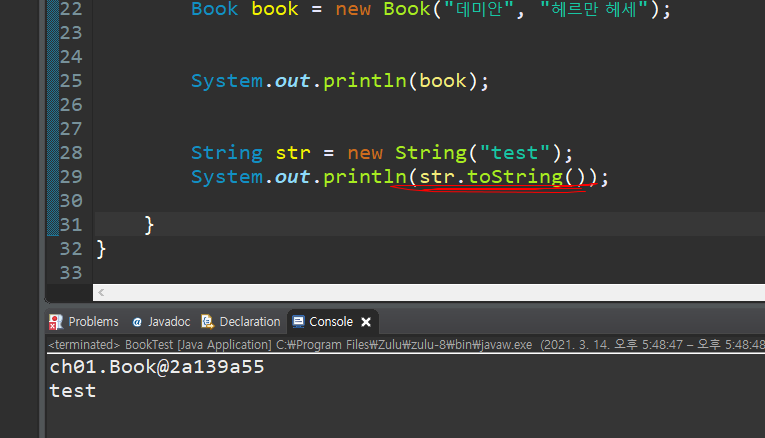 22 Book book = new Book("데미안", "헤르만 헤세");
23
24
25 System.out.println(book);
26
27
28 String str = new String("test");
29 System.out.println(str.toString());
30
31 }
32 }
33
Problems @ Javadoc Declaration Console
<terminated> BookTest [Java Application] C:₩Program Files₩Zulu₩zulu-8₩bin₩javaw.exe (2021. 3. 14. 오후 5:48:47 – 오후 5:48:48
ch01.Book@2a139a55
test